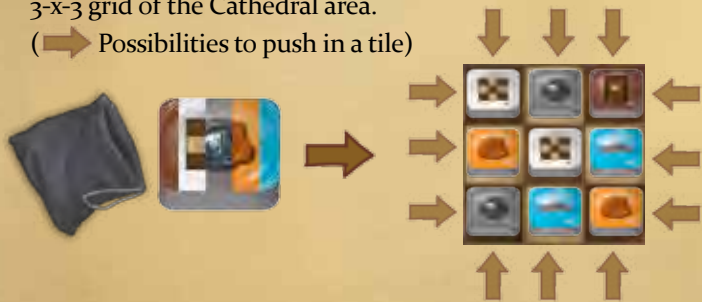 3-x-3 grid of the Cathedral area.
( Possibilities to push in a tile)